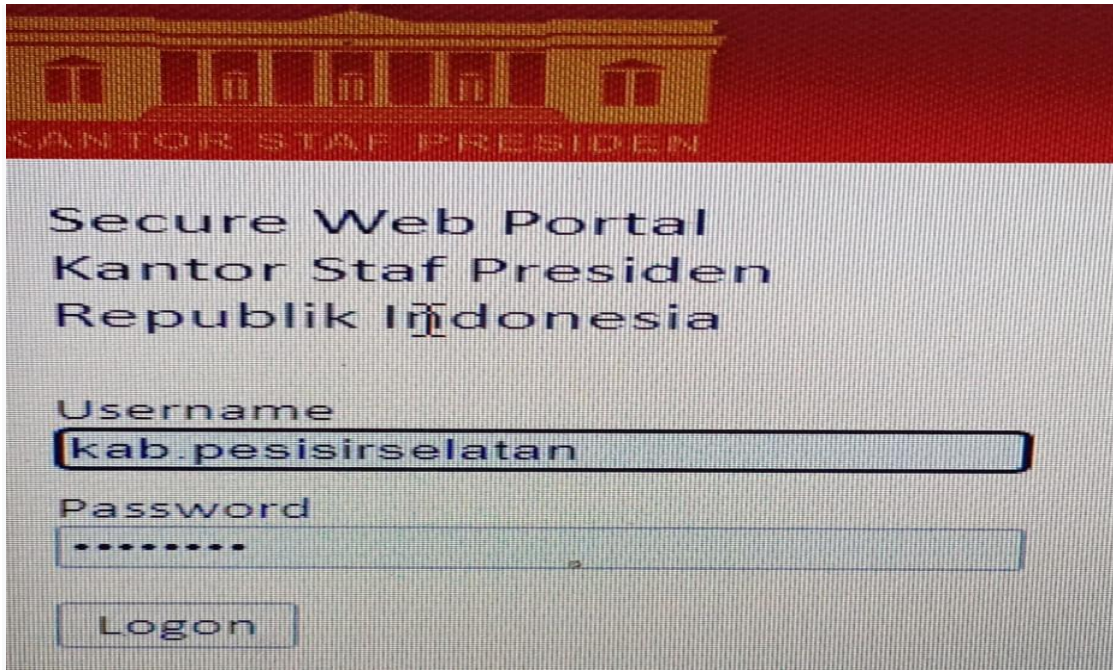 KANTOR STAF PRESIDEN
Secure Web Portal
Kantor Staf Presiden
Republik Indonesia
Username
kab.pesisirselatan
Password
••••••••
Logon